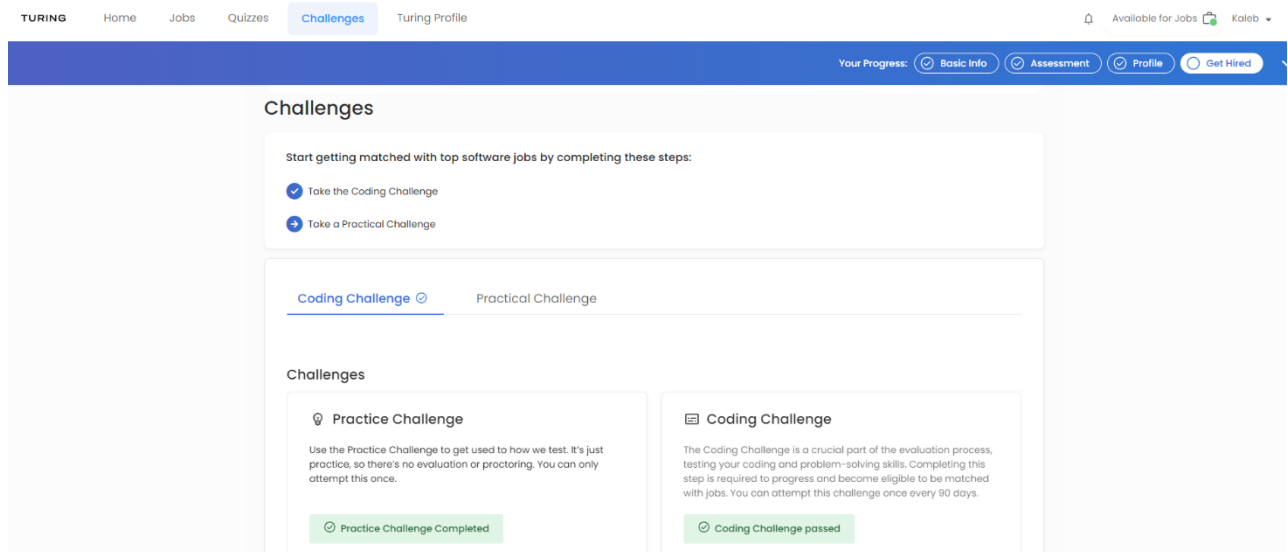 TURING Home Jobs Quizzes Challenges Turing Profile Available for Jobs Kaleb
Your Progress: Basic Info Assessment Profile Get Hired
Challenges
Start getting matched with top software jobs by completing these steps:
Take the Coding Challenge
Take a Practical Challenge
Coding Challenge Practical Challenge
Challenges
Practice Challenge
Use the Practice Challenge to get used to how we test. It's just
practice, so there's no evaluation or proctoring. You can only
attempt this once.
Practice Challenge Completed
Coding Challenge
The Coding Challenge is a crucial part of the evaluation process,
testing your coding and problem-solving skills. Completing this
step is required to progress and become eligible to be matched
with jobs. You can attempt this challenge once every 90 days.
Coding Challenge passed